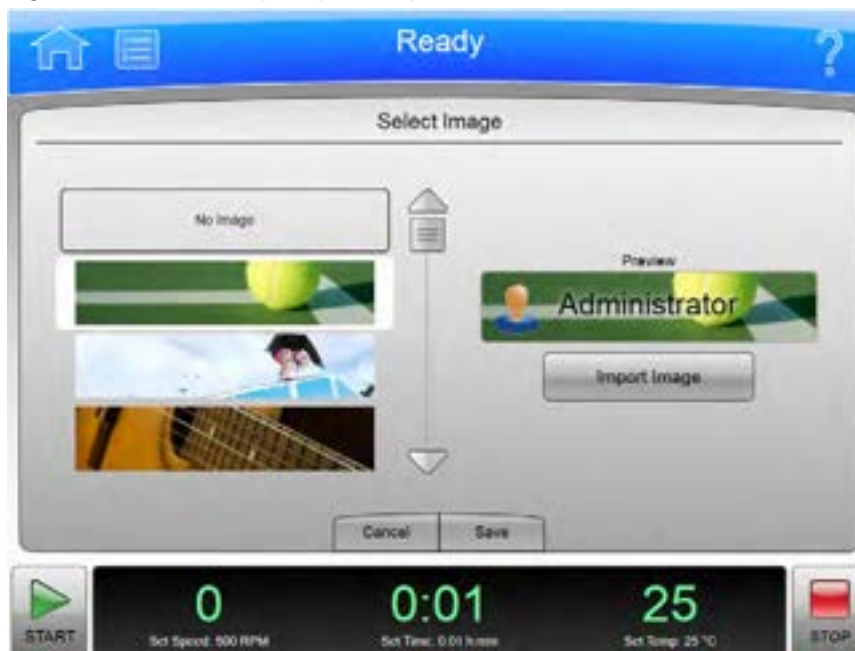 Ready
?
Select Image
No Image
Preview
Administrator
Import Image
Cancel
Save
START
0
0:01
25
STOP
Set Speed: 500 RPM
Set Time: 0.01 h:mm
Set Temp: 25 °C